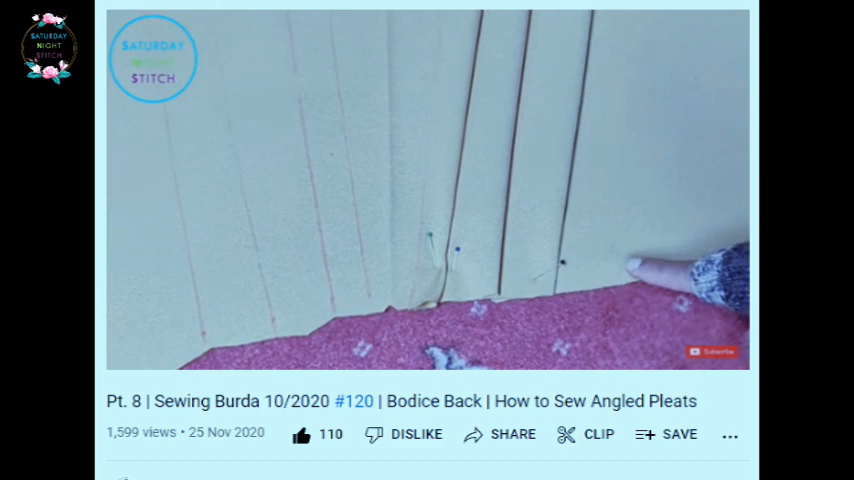 SATURDAY
NIGHT
STITCH
SATURDAY
NIGHT
STITCH
Subscribe
Pt. 8 | Sewing Burda 10/2020 #120 | Bodice Back | How to Sew Angled Pleats
1,599 views • 25 Nov 2020
110
DISLIKE
SHARE
CLIP
SAVE